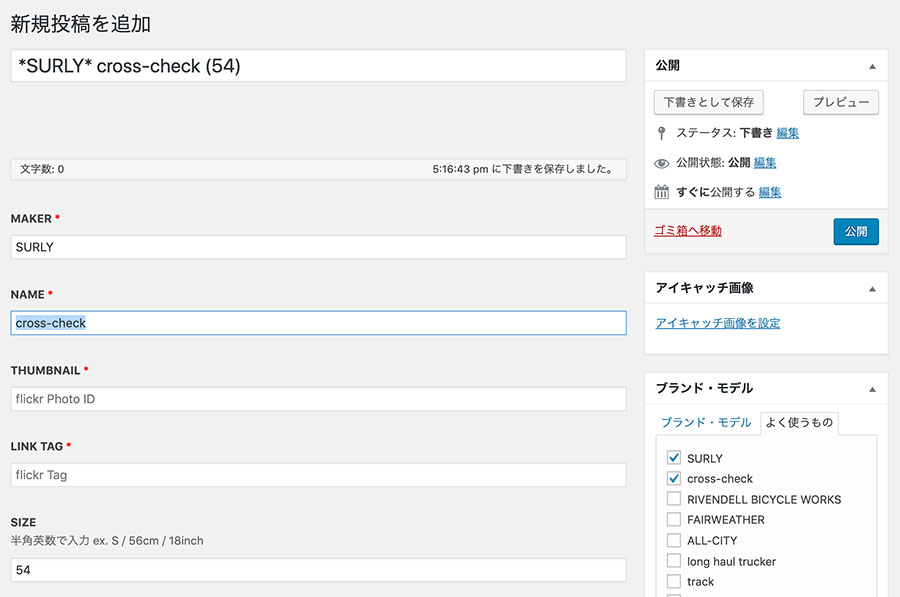 新規投稿を追加
*SURLY* cross-check (54)
文字数: 0
5:16:43 pm に下書きを保存しました。
MAKER *
SURLY
NAME *
cross-check
THUMBNAIL *
flickr Photo ID
LINK TAG *
flickr Tag
SIZE
半角英数で入力 ex. S / 56cm / 18inch
54
公開
下書きとして保存
プレビュー
ステータス: 下書き 編集
公開状態: 公開 編集
すぐに公開する 編集
ゴミ箱へ移動
公開
アイキャッチ画像
アイキャッチ画像を設定
ブランド・モデル
ブランド・モデル
よく使うもの
SURLY
cross-check
RIVENDELL BICYCLE WORKS
FAIRWEATHER
ALL-CITY
long haul trucker
track